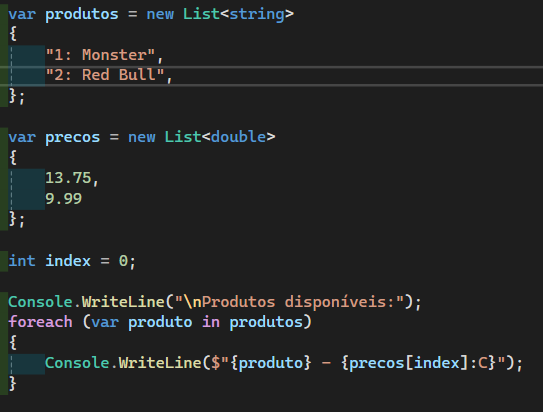 var produtos = new List<string>
{
    "1: Monster",
    "2: Red Bull",
};

var precos = new List<double>
{
    13.75,
    9.99
};

int index = 0;

Console.WriteLine("\nProdutos disponíveis:");
foreach (var produto in produtos)
{
    Console.WriteLine($"{produto} - {precos[index]:C}");
}